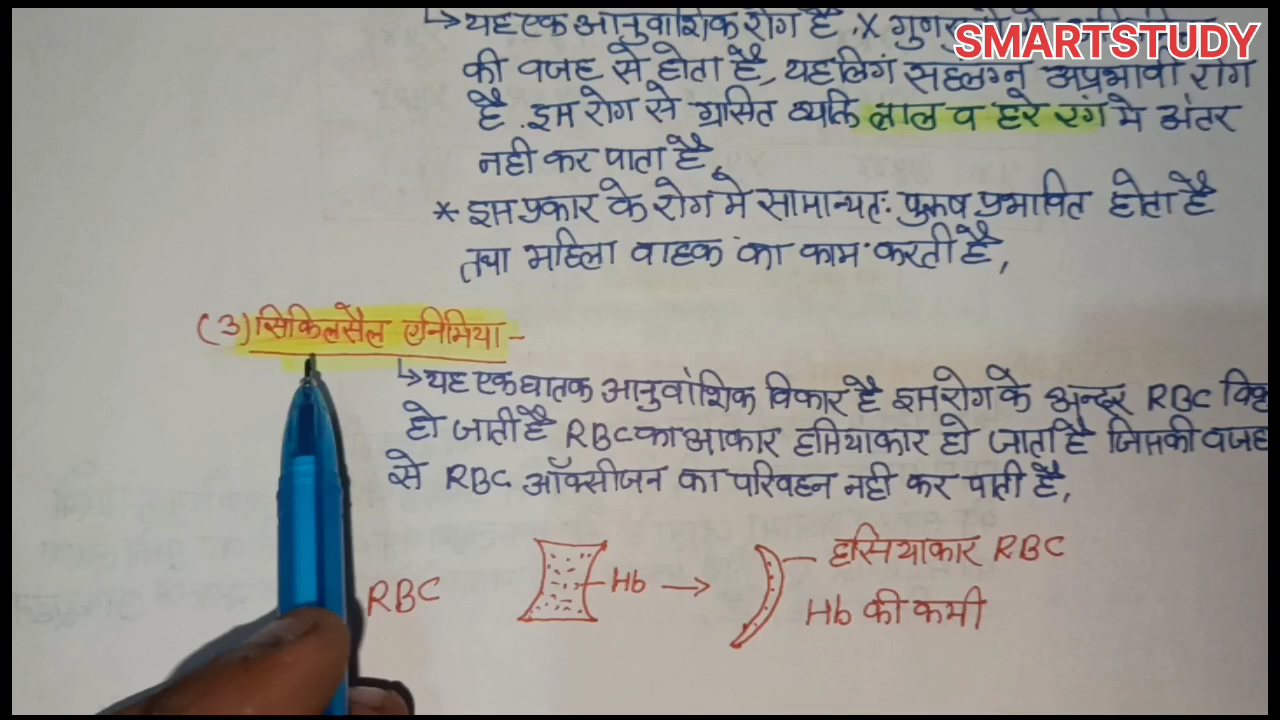 ↳ यह एक आनुवांशिक रोग है, X
SMARTSTUDY
की वजह से होता है, यह लिगं सहलंग्न अप्रभावी रोग
है. इस रोग से ग्रसित व्यक्ति लाल व हरे रंग मे अंतर
नही कर पाता है,
* इस प्रकार के रोग मे सामान्यत: पुरुष प्रभावित होता है
तथा महिला वाहक का काम करती है,
(3) सिकिलसैल एनिमिया -
↳ यह एक घातक आनुवांशिक विकार है इस रोग के अन्दर RBC
हो जाती है RBC का आकार हसियाकार हो जाता है जिसकी वजह
से RBC ऑक्सीजन का परिवहन नही कर पाती है,
RBC
Hb →
हसियाकार RBC
Hb की कमी